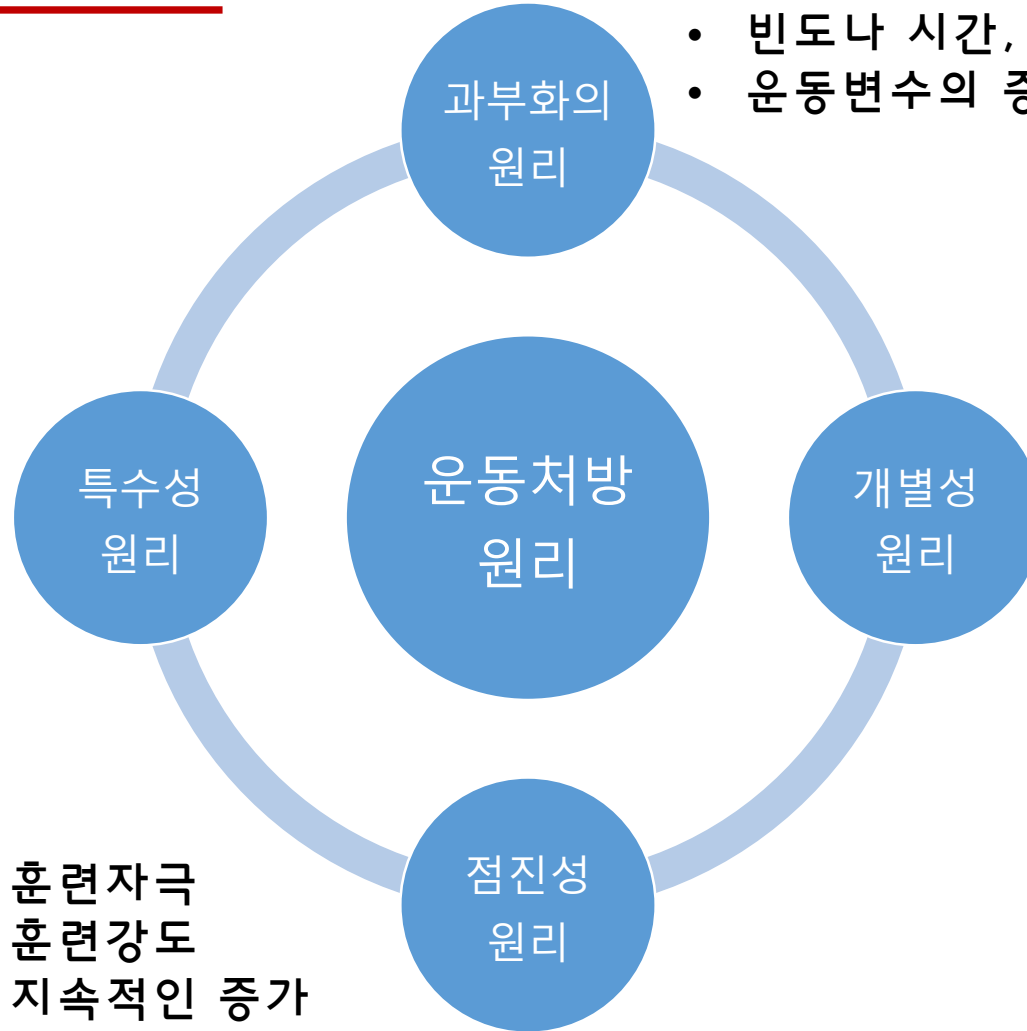 • 빈도나 시간,
• 운동변수의
과부화의
원리
특수성
원리
운동처방
원리
개별성
원리
점진성
원리
훈련자극
훈련강도
지속적인 증가